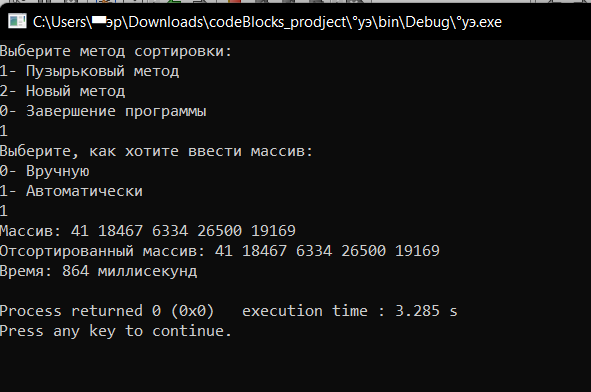 C:\Users\эр\Downloads\codeBlocks_prodject\°уэ\bin\Debug\°уэ.exe
Выберите метод сортировки:
1- Пузырьковый метод
2- Новый метод
0- Завершение программы
1
Выберите, как хотите ввести массив:
0- Вручную
1- Автоматически
1
Массив: 41 18467 6334 26500 19169
Отсортированный массив: 41 18467 6334 26500 19169
Время: 864 миллисекунд
Process returned 0 (0x0)   execution time : 3.285 s
Press any key to continue.